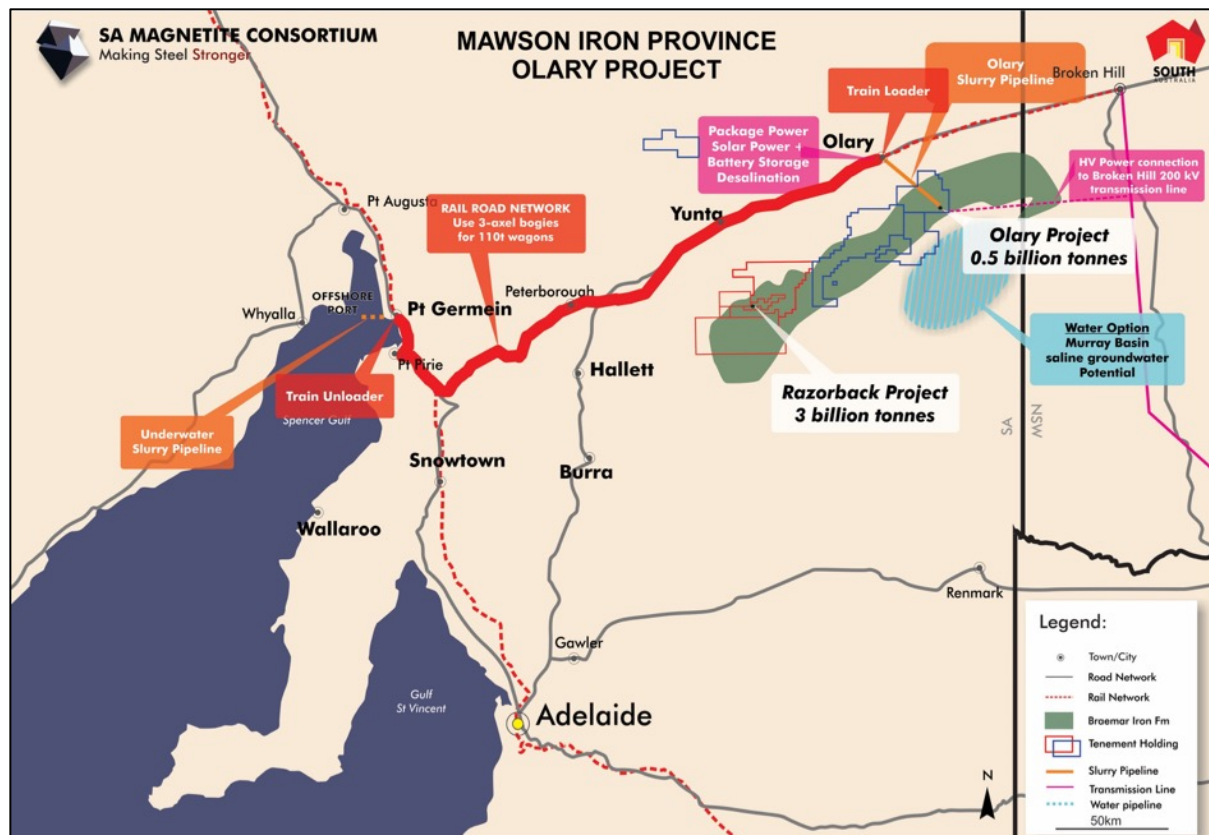 SA MAGNETITE CONSORTIUM
Making Steel Stronger
MAWSON IRON PROVINCE
OLARY PROJECT
SOUTH
AUSTRALIA
Olary
Slurry Pipeline
Broken Hill
Train Loader
Package Power
Solar Power +
Battery Storage
Desalination
Olary
HV Power connection
to Broken Hill 200 kV
transmission line
Pt Augusta
RAIL ROAD NETWORK
Use 3-axel bogies
for 110t wagons
Yunta
Olary Project
0.5 billion tonnes
Peterborough
OFFSHORE
PORT
Pt Germein
Whyalla
Water Option
Murray Basin
saline groundwater
Potential
Pt Pirie
Hallett
Train Unloader
Razorback Project
3 billion tonnes
SA
NSW
Spencer Gulf
Underwater
Slurry Pipeline
Snowtown
Burra
Wallaroo
Renmark
Gawler
Gulf
St Vincent
Adelaide
N
Legend:
Town/City
Road Network
Rail Network
Braemar Iron Fm
Tenement Holding
Slurry Pipeline
Transmission Line
Water pipeline
50km